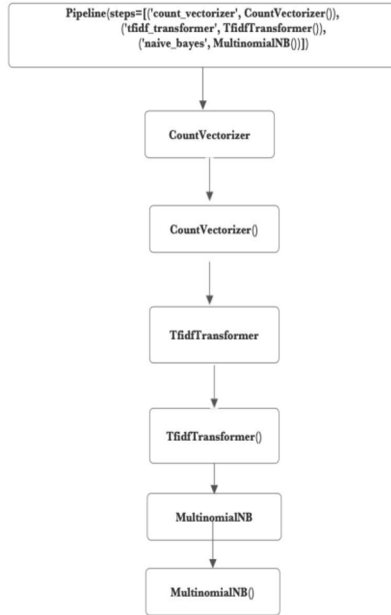 Pipeline(steps=[('count_vectorizer', CountVectorizer()),
('tfidf_transformer', TfidfTransformer()),
('naive_bayes', MultinomialNB())])
CountVectorizer
CountVectorizer()
TfidfTransformer
TfidfTransformer()
MultinomialNB
MultinomialNB()